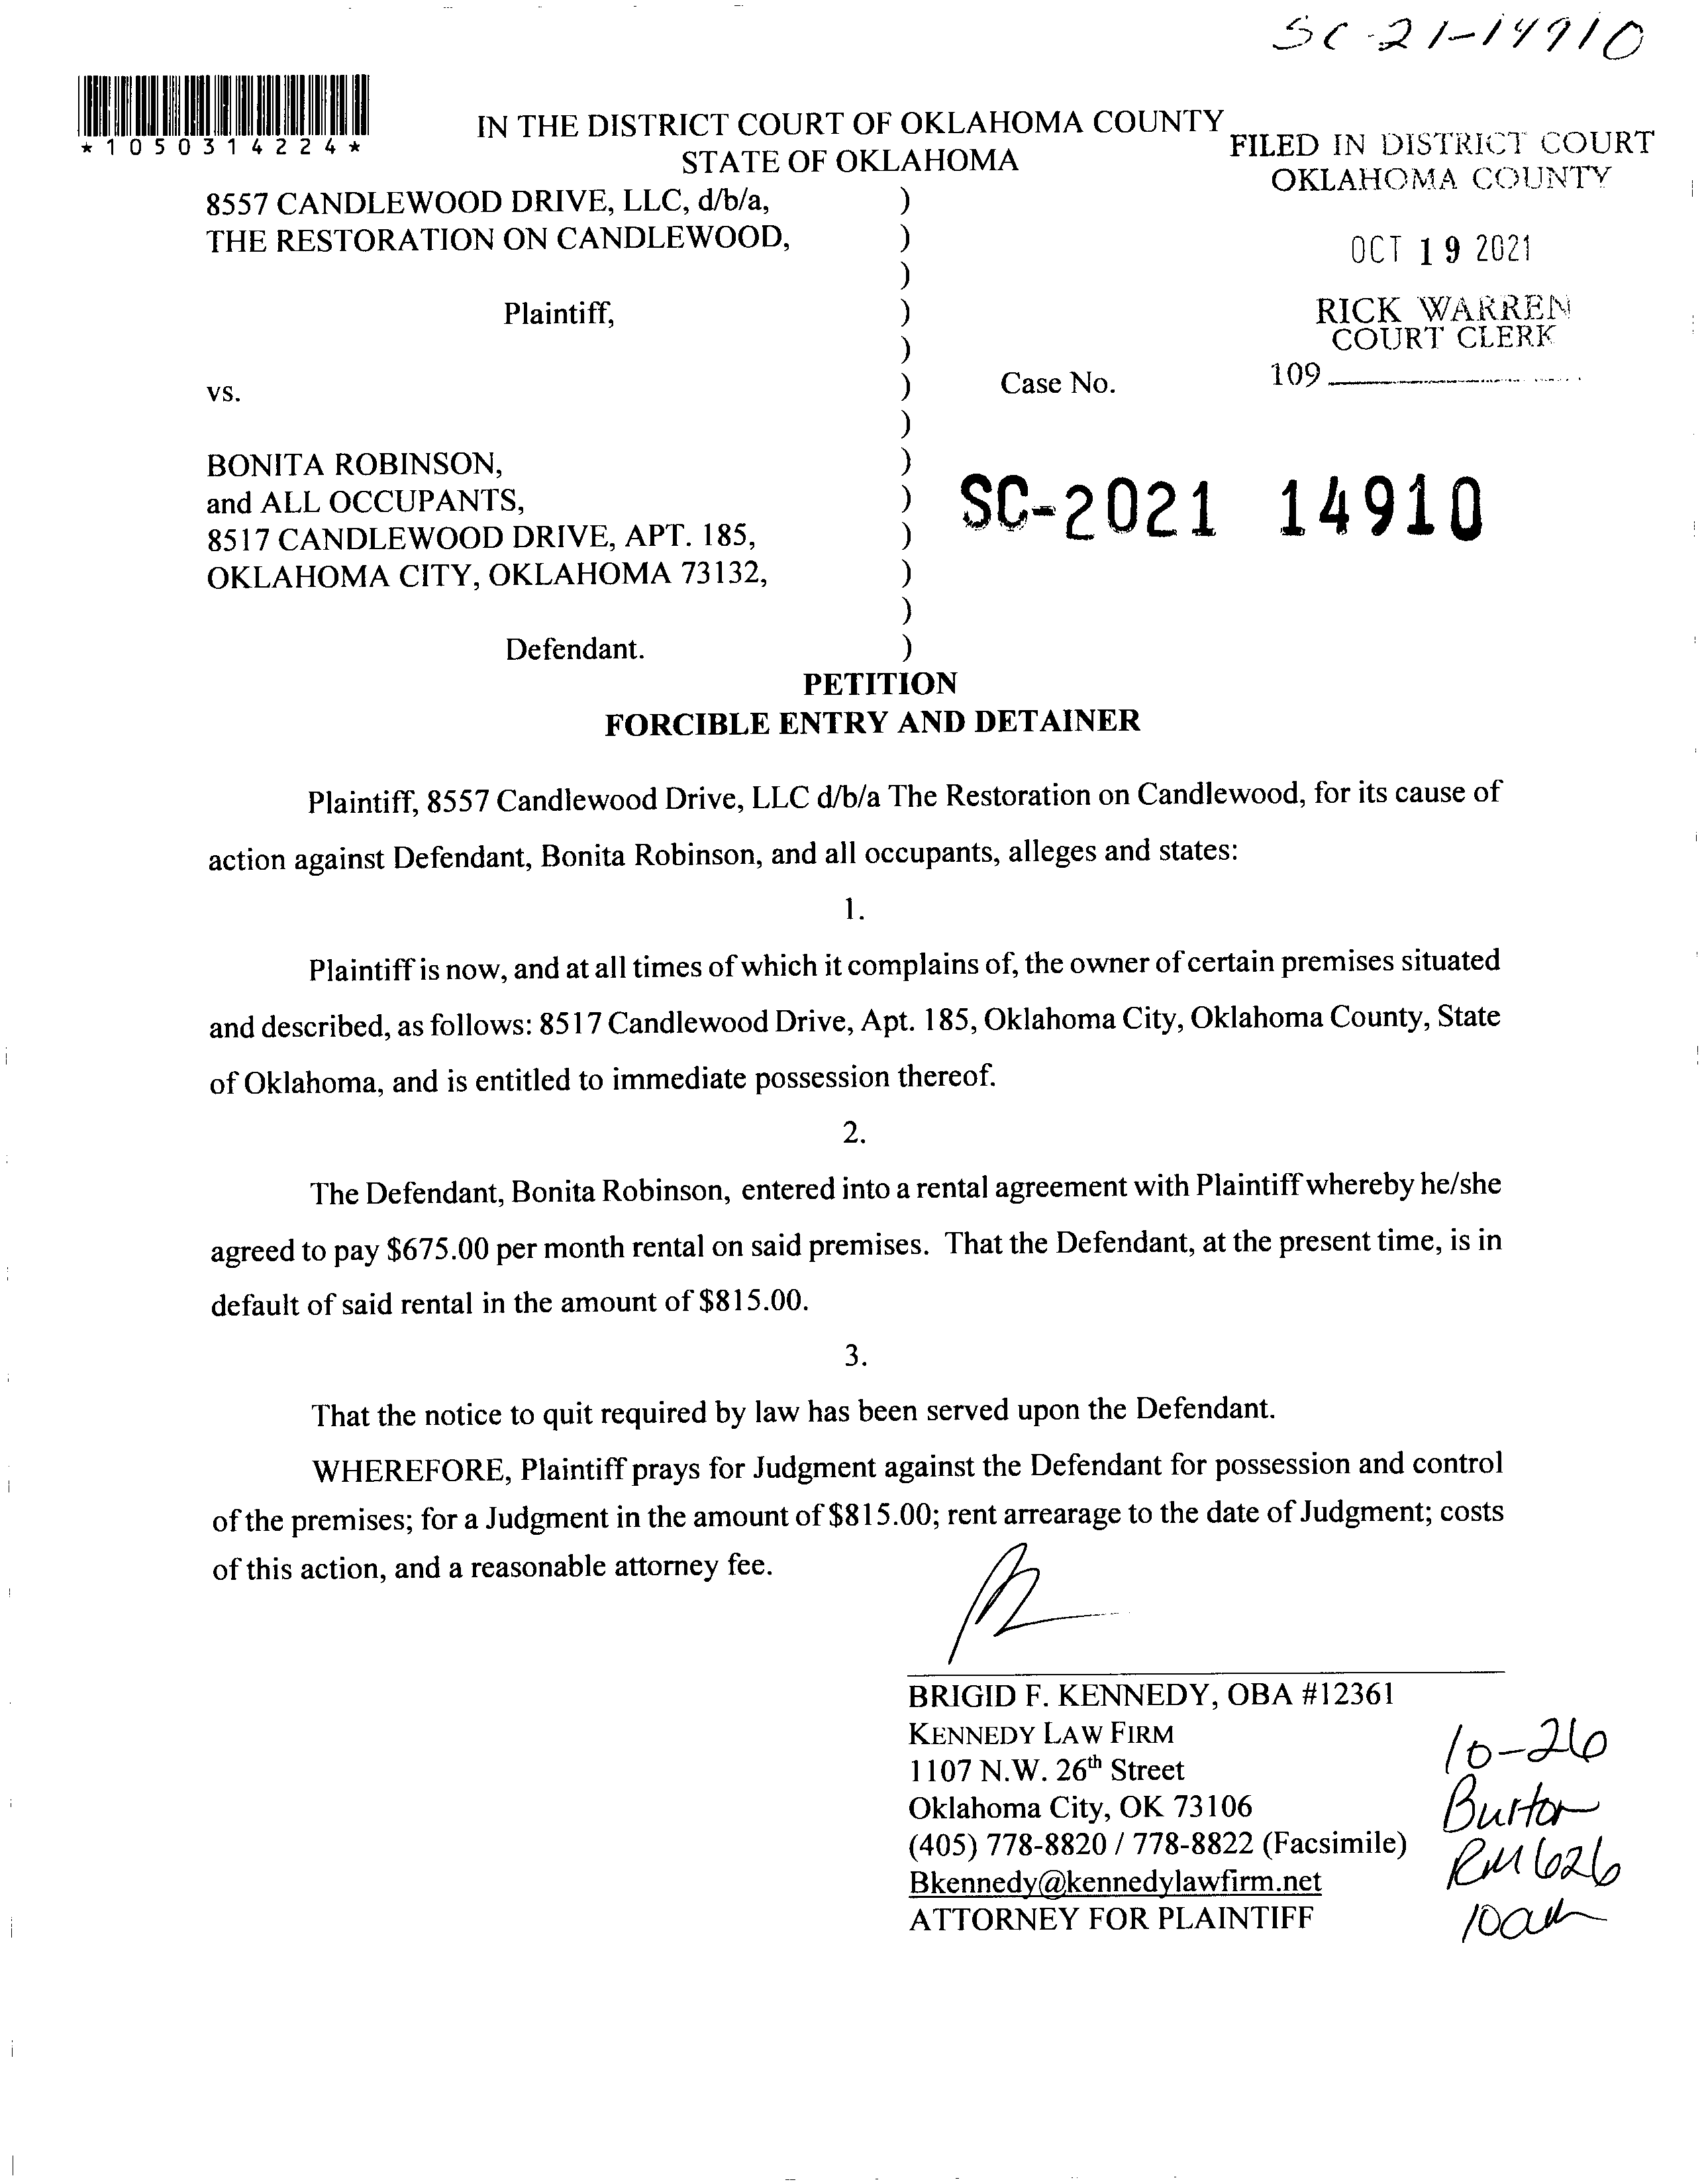 SC-21-14910
*1050314224*
IN THE DISTRICT COURT OF OKLAHOMA COUNTY
STATE OF OKLAHOMA
FILED IN DISTRICT COURT
OKLAHOMA COUNTY
OCT 19 2021
RICK WARREN
COURT CLERK
109
8557 CANDLEWOOD DRIVE, LLC, d/b/a, )
THE RESTORATION ON CANDLEWOOD, )
)
Plaintiff, )
)
vs. ) Case No.
)
BONITA ROBINSON, )
and ALL OCCUPANTS, ) SC-2021 14910
8517 CANDLEWOOD DRIVE, APT. 185, )
OKLAHOMA CITY, OKLAHOMA 73132, )
)
Defendant. )
PETITION
FORCIBLE ENTRY AND DETAINER
Plaintiff, 8557 Candlewood Drive, LLC d/b/a The Restoration on Candlewood, for its cause of
action against Defendant, Bonita Robinson, and all occupants, alleges and states:
1.
Plaintiff is now, and at all times of which it complains of, the owner of certain premises situated
and described, as follows: 8517 Candlewood Drive, Apt. 185, Oklahoma City, Oklahoma County, State
of Oklahoma, and is entitled to immediate possession thereof.
2.
The Defendant, Bonita Robinson, entered into a rental agreement with Plaintiff whereby he/she
agreed to pay $675.00 per month rental on said premises. That the Defendant, at the present time, is in
default of said rental in the amount of $815.00.
3.
That the notice to quit required by law has been served upon the Defendant.
WHEREFORE, Plaintiff prays for Judgment against the Defendant for possession and control
of the premises; for a Judgment in the amount of $815.00; rent arrearage to the date of Judgment; costs
of this action, and a reasonable attorney fee.
BRIGID F. KENNEDY, OBA #12361
KENNEDY LAW FIRM
1107 N.W. 26th Street
Oklahoma City, OK 73106
(405) 778-8820 / 778-8822 (Facsimile)
Bkennedy@kennedylawfirm.net
ATTORNEY FOR PLAINTIFF
10-26
Burton
RM 626
10am